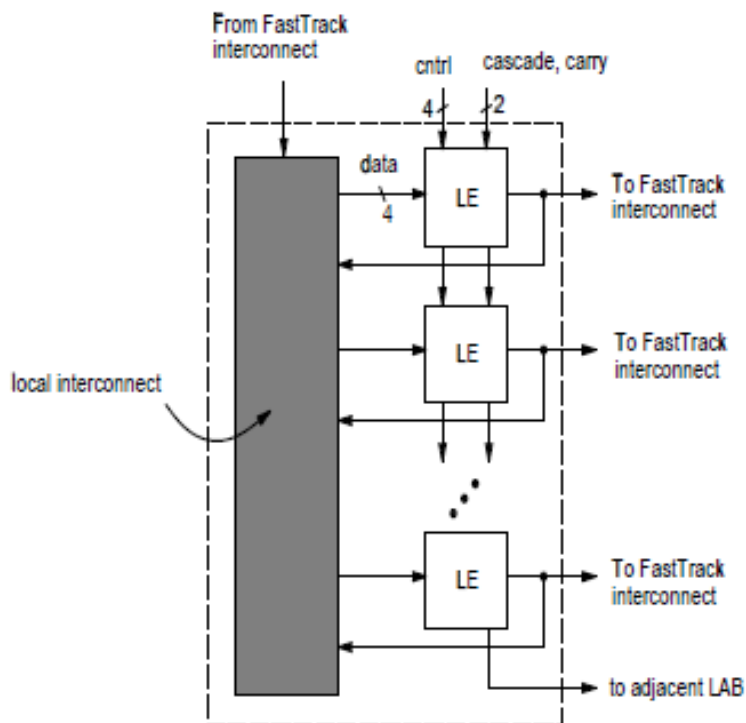 From FastTrack
interconnect
cntrl
cascade, carry
4
2
data
4
LE
To FastTrack
interconnect
LE
To FastTrack
interconnect
local interconnect
LE
To FastTrack
interconnect
to adjacent LAB